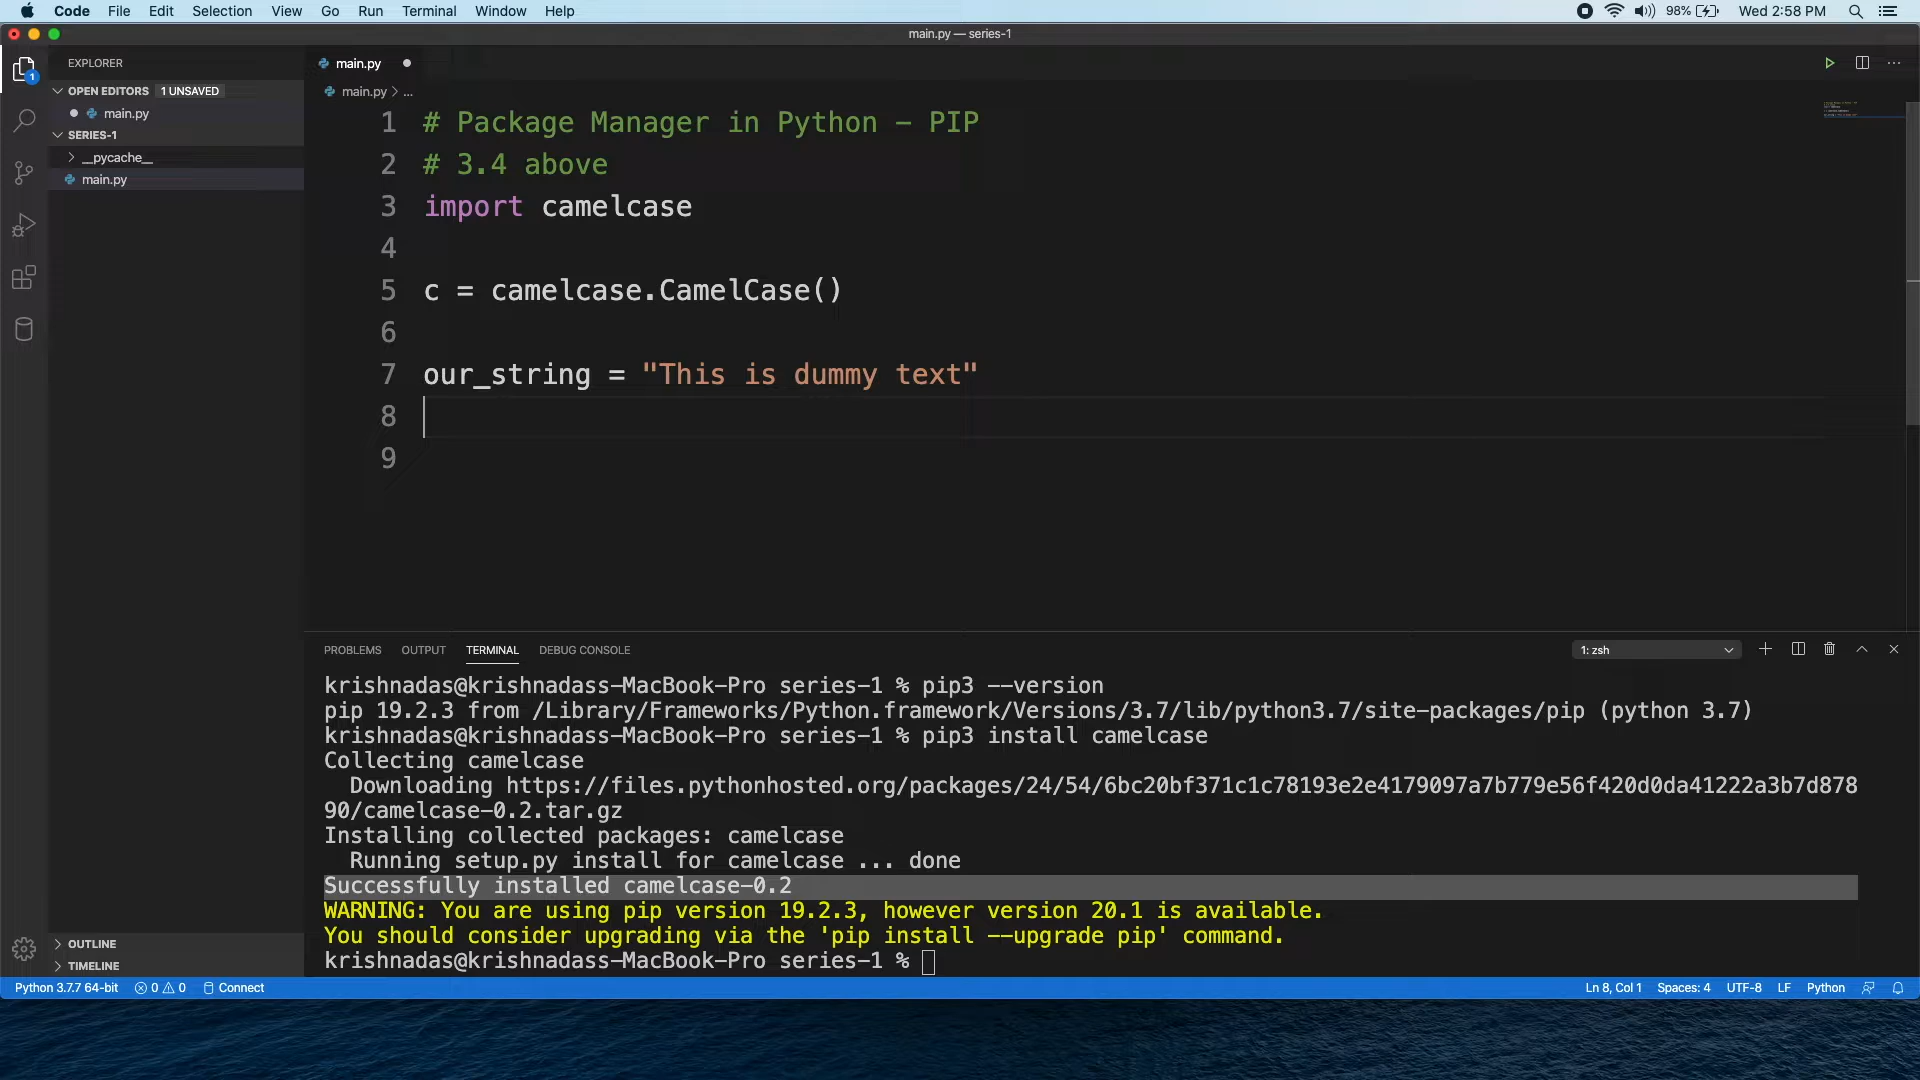 Code File Edit Selection View Go Run Terminal Window Help 98% Wed 2:58 PM
main.py — series-1
EXPLORER
OPEN EDITORS 1 UNSAVED
main.py
SERIES-1
__pycache__
main.py
OUTLINE
TIMELINE
1
main.py
main.py > ...
1 # Package Manager in Python - PIP
2 # 3.4 above
3 import camelcase
4
5 c = camelcase.CamelCase()
6
7 our_string = "This is dummy text"
8
9
PROBLEMS OUTPUT TERMINAL DEBUG CONSOLE 1: zsh
krishnadas@krishnadass-MacBook-Pro series-1 % pip3 --version
pip 19.2.3 from /Library/Frameworks/Python.framework/Versions/3.7/lib/python3.7/site-packages/pip (python 3.7)
krishnadas@krishnadass-MacBook-Pro series-1 % pip3 install camelcase
Collecting camelcase
Downloading https://files.pythonhosted.org/packages/24/54/6bc20bf371c1c78193e2e4179097a7b779e56f420d0da41222a3b7d878
90/camelcase-0.2.tar.gz
Installing collected packages: camelcase
Running setup.py install for camelcase ... done
Successfully installed camelcase-0.2
WARNING: You are using pip version 19.2.3, however version 20.1 is available.
You should consider upgrading via the 'pip install --upgrade pip' command.
krishnadas@krishnadass-MacBook-Pro series-1 %
Python 3.7.7 64-bit 0 0 Connect Ln 8, Col 1 Spaces: 4 UTF-8 LF Python